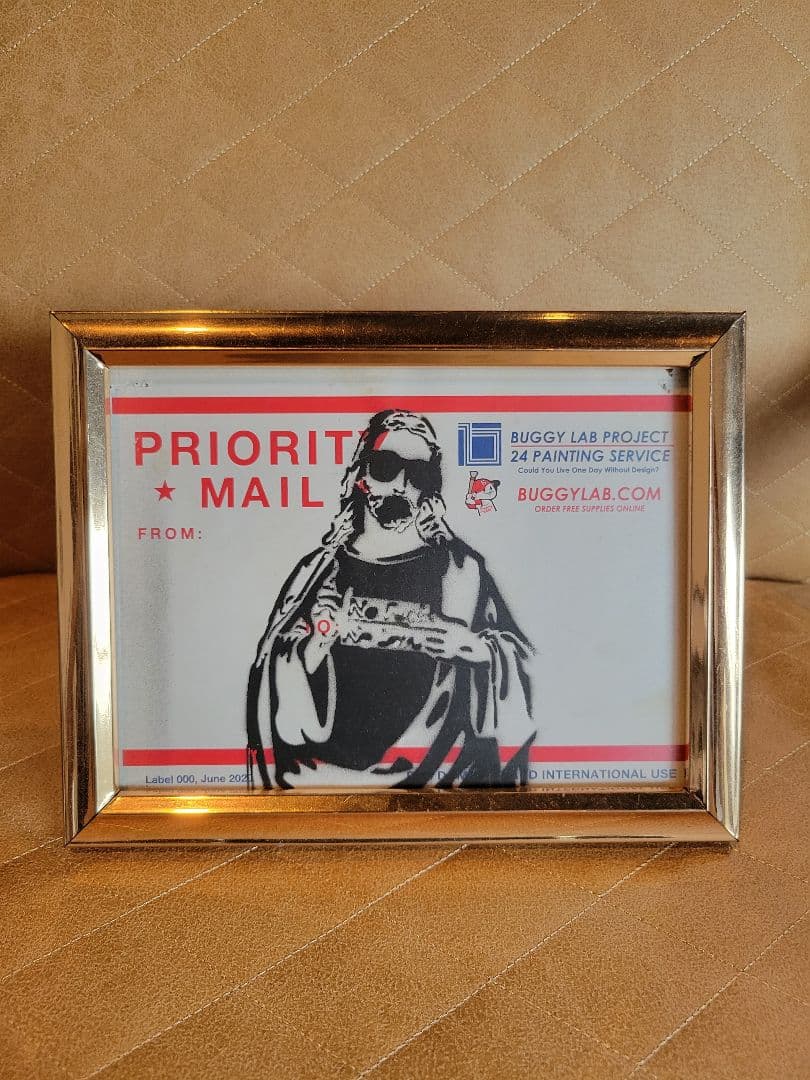 PRIORITY
★ MAIL
FROM:
BUGGY LAB PROJECT
24 PAINTING SERVICE
Could You Live One Day Without Design?
BUGGYLAB.COM
ORDER FREE SUPPLIES ONLINE
Label 000, June 202
INTERNATIONAL USE